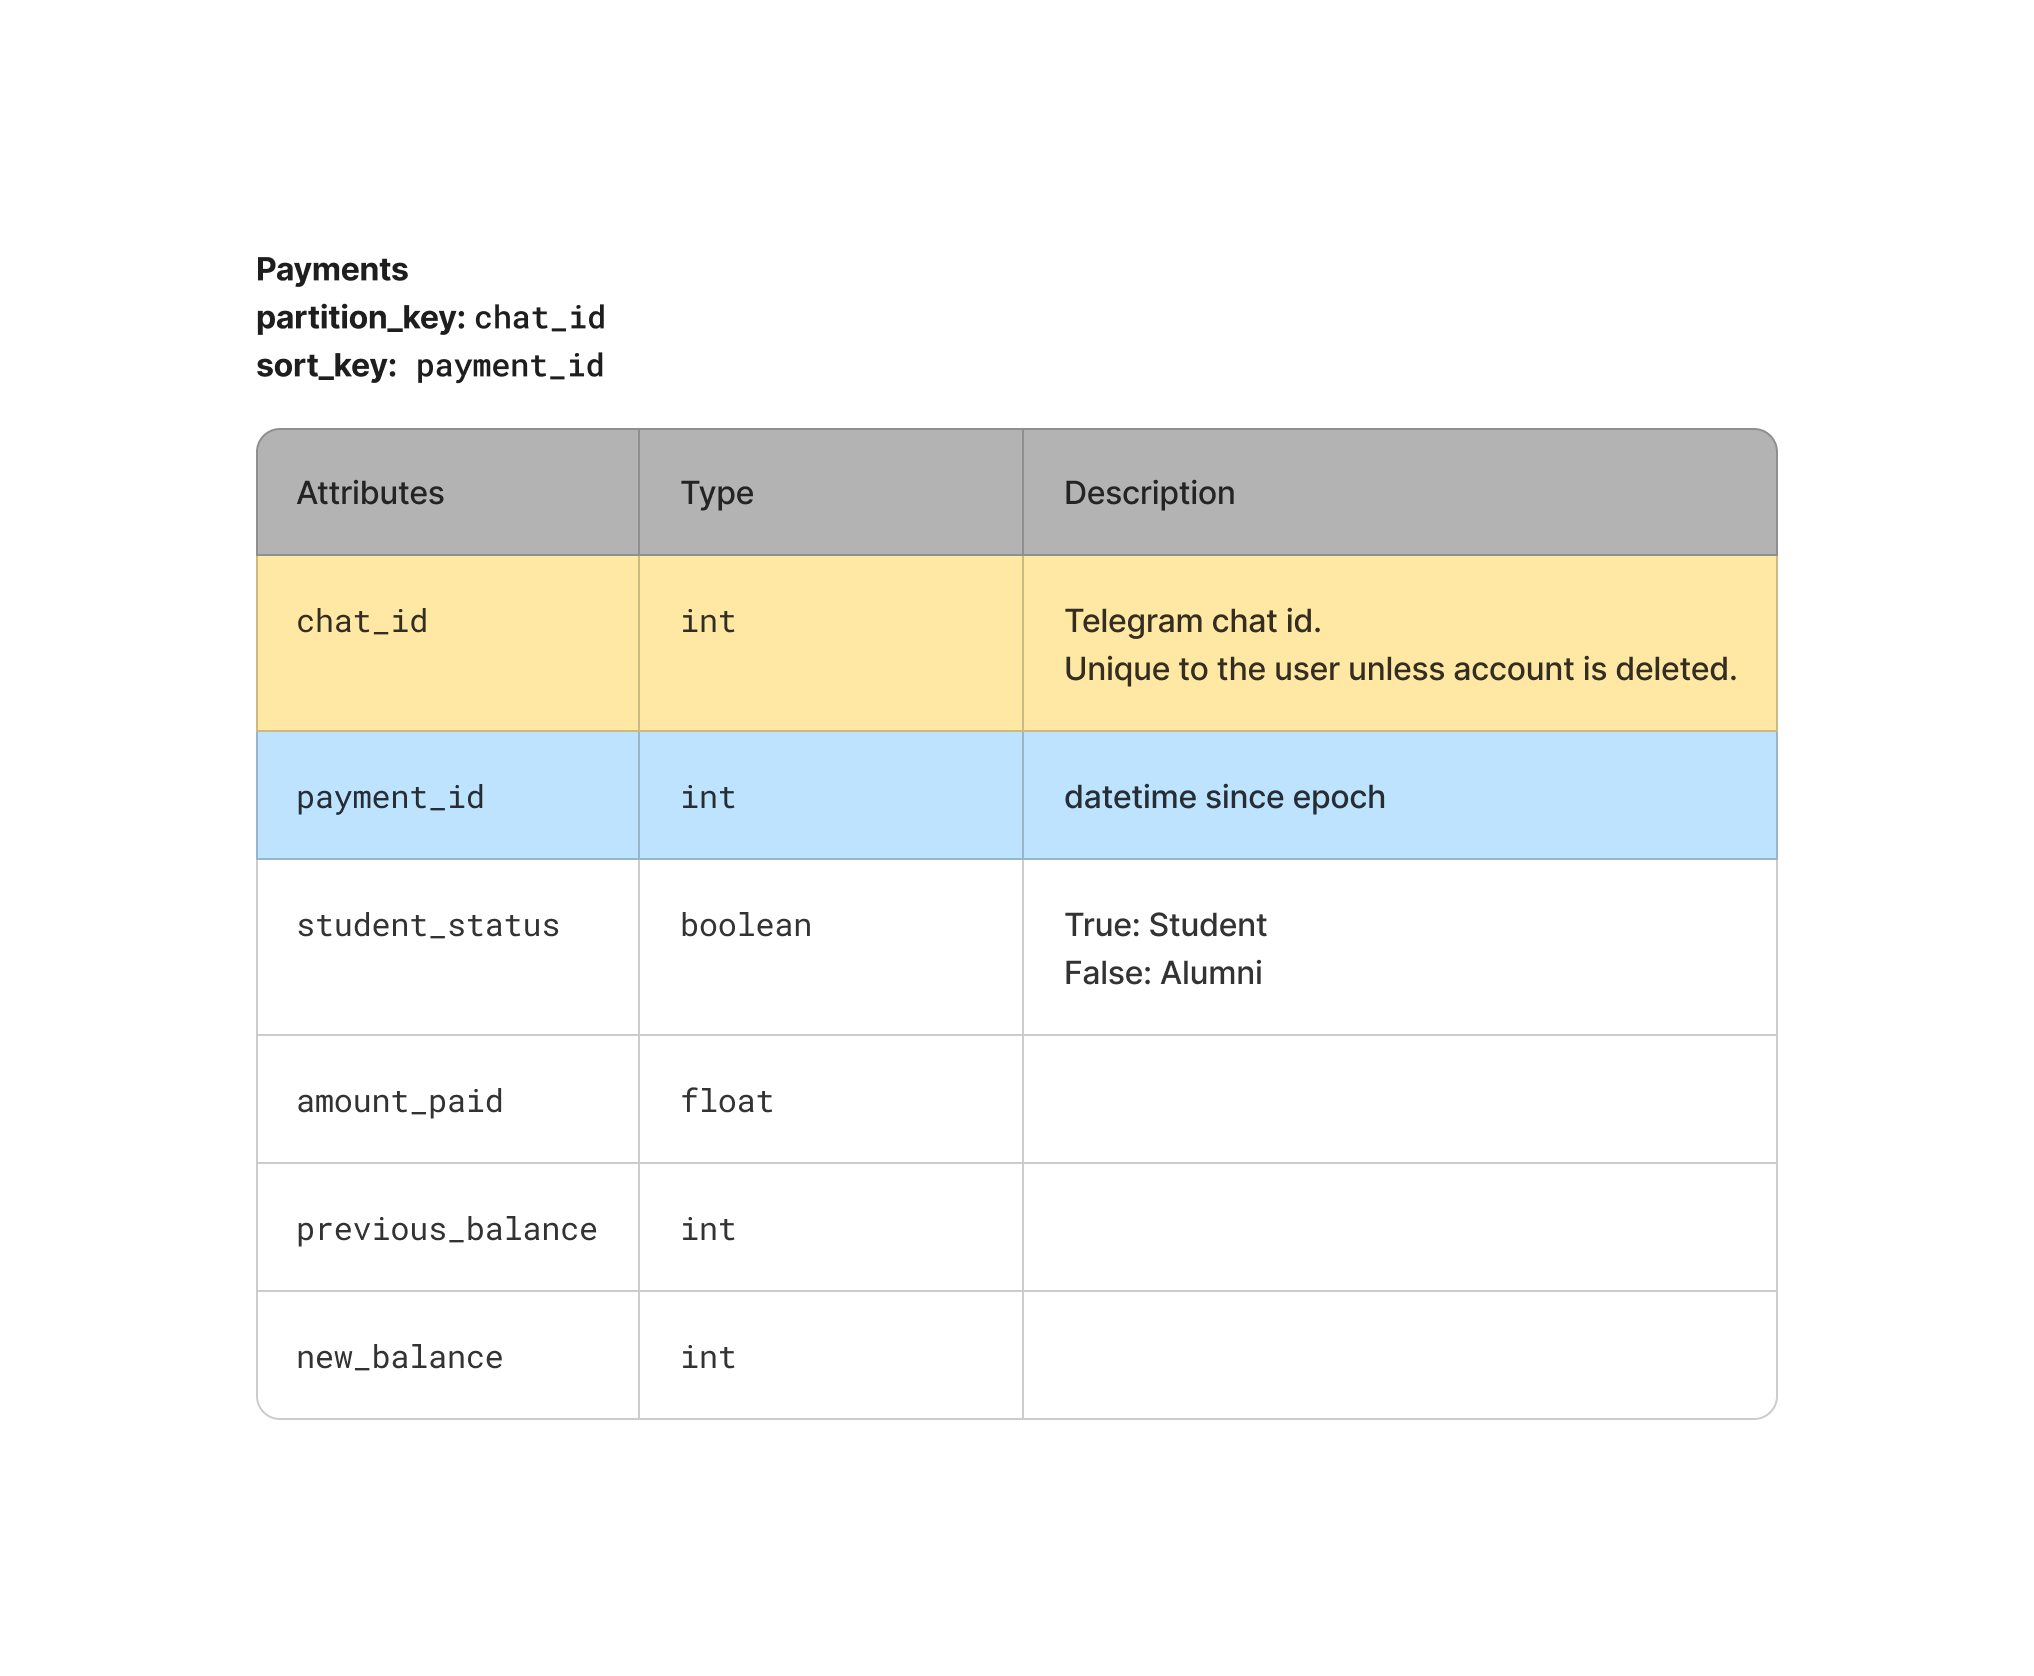 Payments
partition_key: chat_id
sort_key: payment_id
Attributes Type Description
chat_id int Telegram chat id.
Unique to the user unless account is deleted.
payment_id int datetime since epoch
student_status boolean True: Student
False: Alumni
amount_paid float
previous_balance int
new_balance int